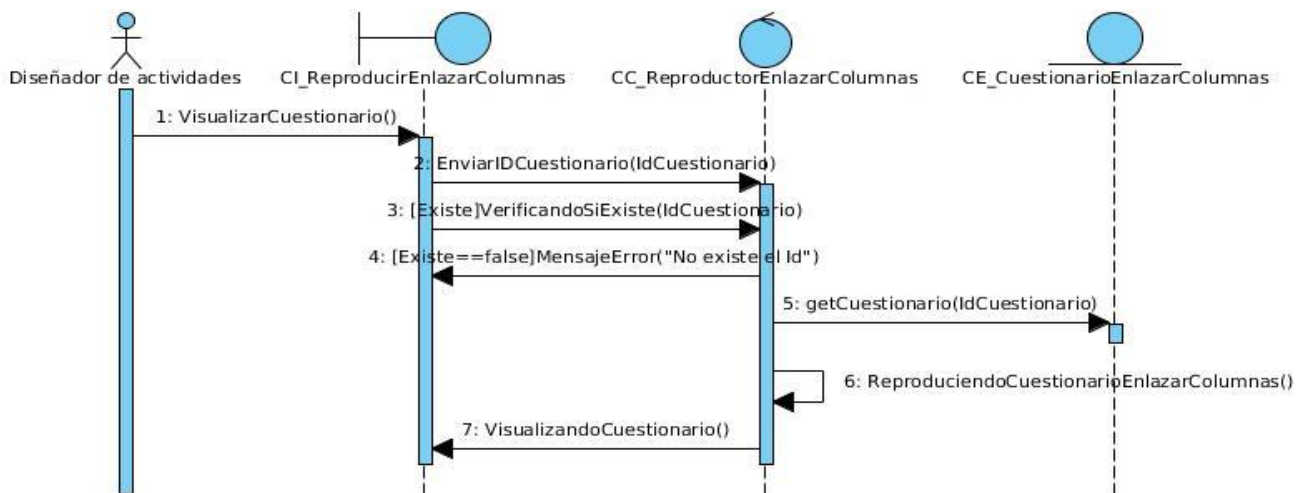 Diseñador de actividades
CI_ReproducirEnlazarColumnas
CC_ReproductorEnlazarColumnas
CE_CuestionarioEnlazarColumnas
1: VisualizarCuestionario()
2: EnviarIDCuestionario(IdCuestionario)
3: [Existe]VerificandoSiExiste(IdCuestionario)
4: [Existe==false]MensajeError("No existe el Id")
5: getCuestionario(IdCuestionario)
6: ReproduciendoCuestionarioEnlazarColumnas()
7: VisualizandoCuestionario()